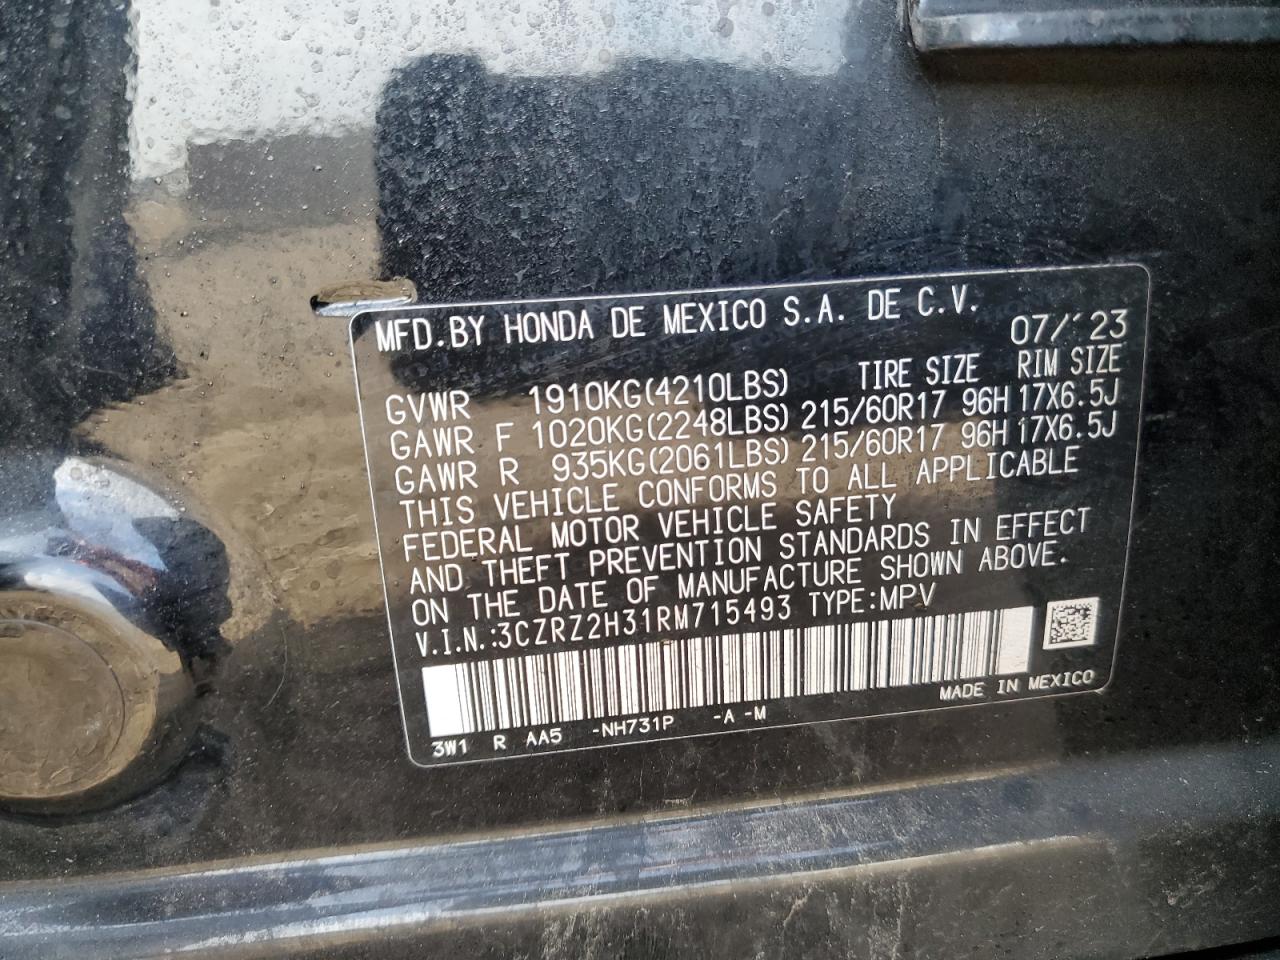 MFD.BY HONDA DE MEXICO S.A. DE C.V.
07/'23
GVWR 1910KG(4210LBS) TIRE SIZE RIM SIZE
GAWR F 1020KG(2248LBS) 215/60R17 96H 17X6.5J
GAWR R 935KG(2061LBS) 215/60R17 96H 17X6.5J
THIS VEHICLE CONFORMS TO ALL APPLICABLE
FEDERAL MOTOR VEHICLE SAFETY
AND THEFT PREVENTION STANDARDS IN EFFECT
ON THE DATE OF MANUFACTURE SHOWN ABOVE.
V.I.N.:3CZRZ2H31RM715493 TYPE:MPV
MADE IN MEXICO
3W1 R AA5 -NH731P -A -M